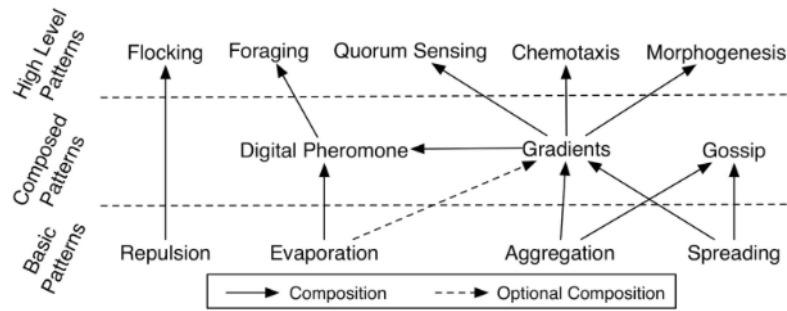 High Level
Patterns
Flocking Foraging Quorum Sensing Chemotaxis Morphogenesis
Composed
Patterns
Digital Pheromone Gradients Gossip
Basic
Patterns
Repulsion Evaporation Aggregation Spreading
Composition Optional Composition